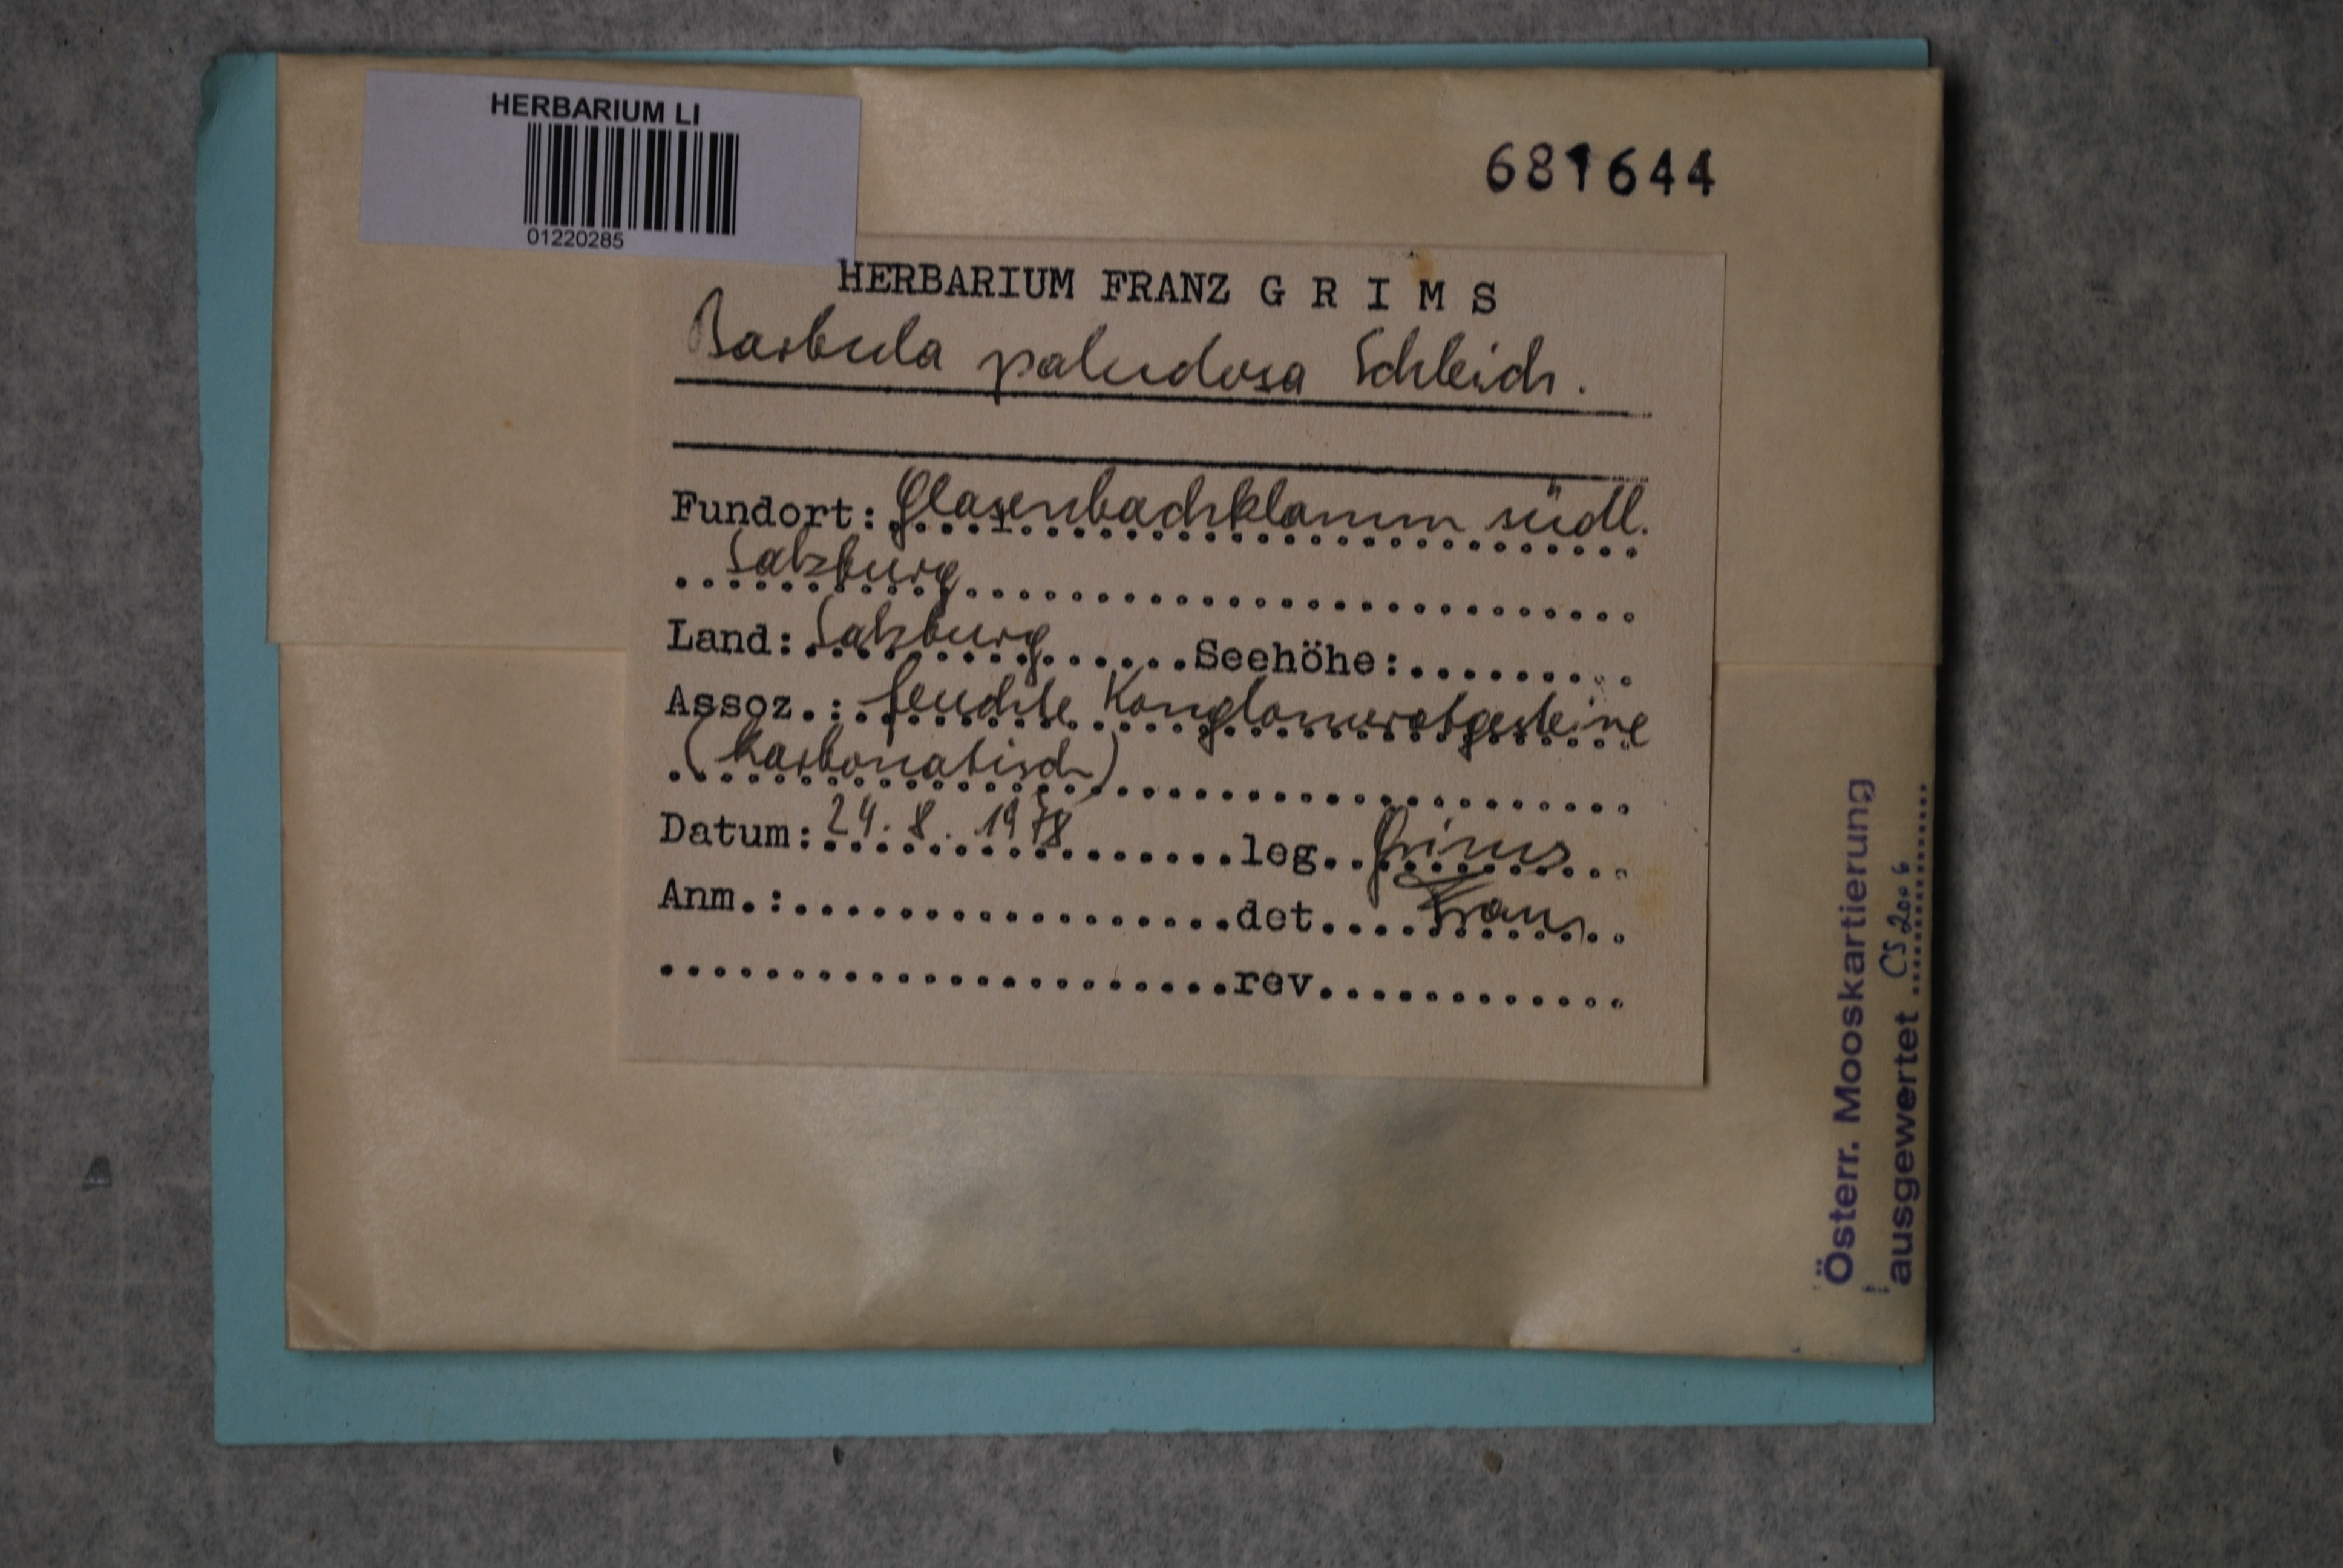 HERBARIUM LI
01220285
681644
HERBARIUM FRANZ G R I M S
Barbula paludosa Schleich.
Fundort: Glasenbachklamm südl.
Salzburg
Land: Salzburg Seehöhe:
Assoz.: feuchte Konglomeratgesteine
(karbonatisch)
Datum: 24. 8. 1978 leg. Grims
Anm.: det. Franz
rev.
Österr. Mooskartierung
ausgewertet CS 2006